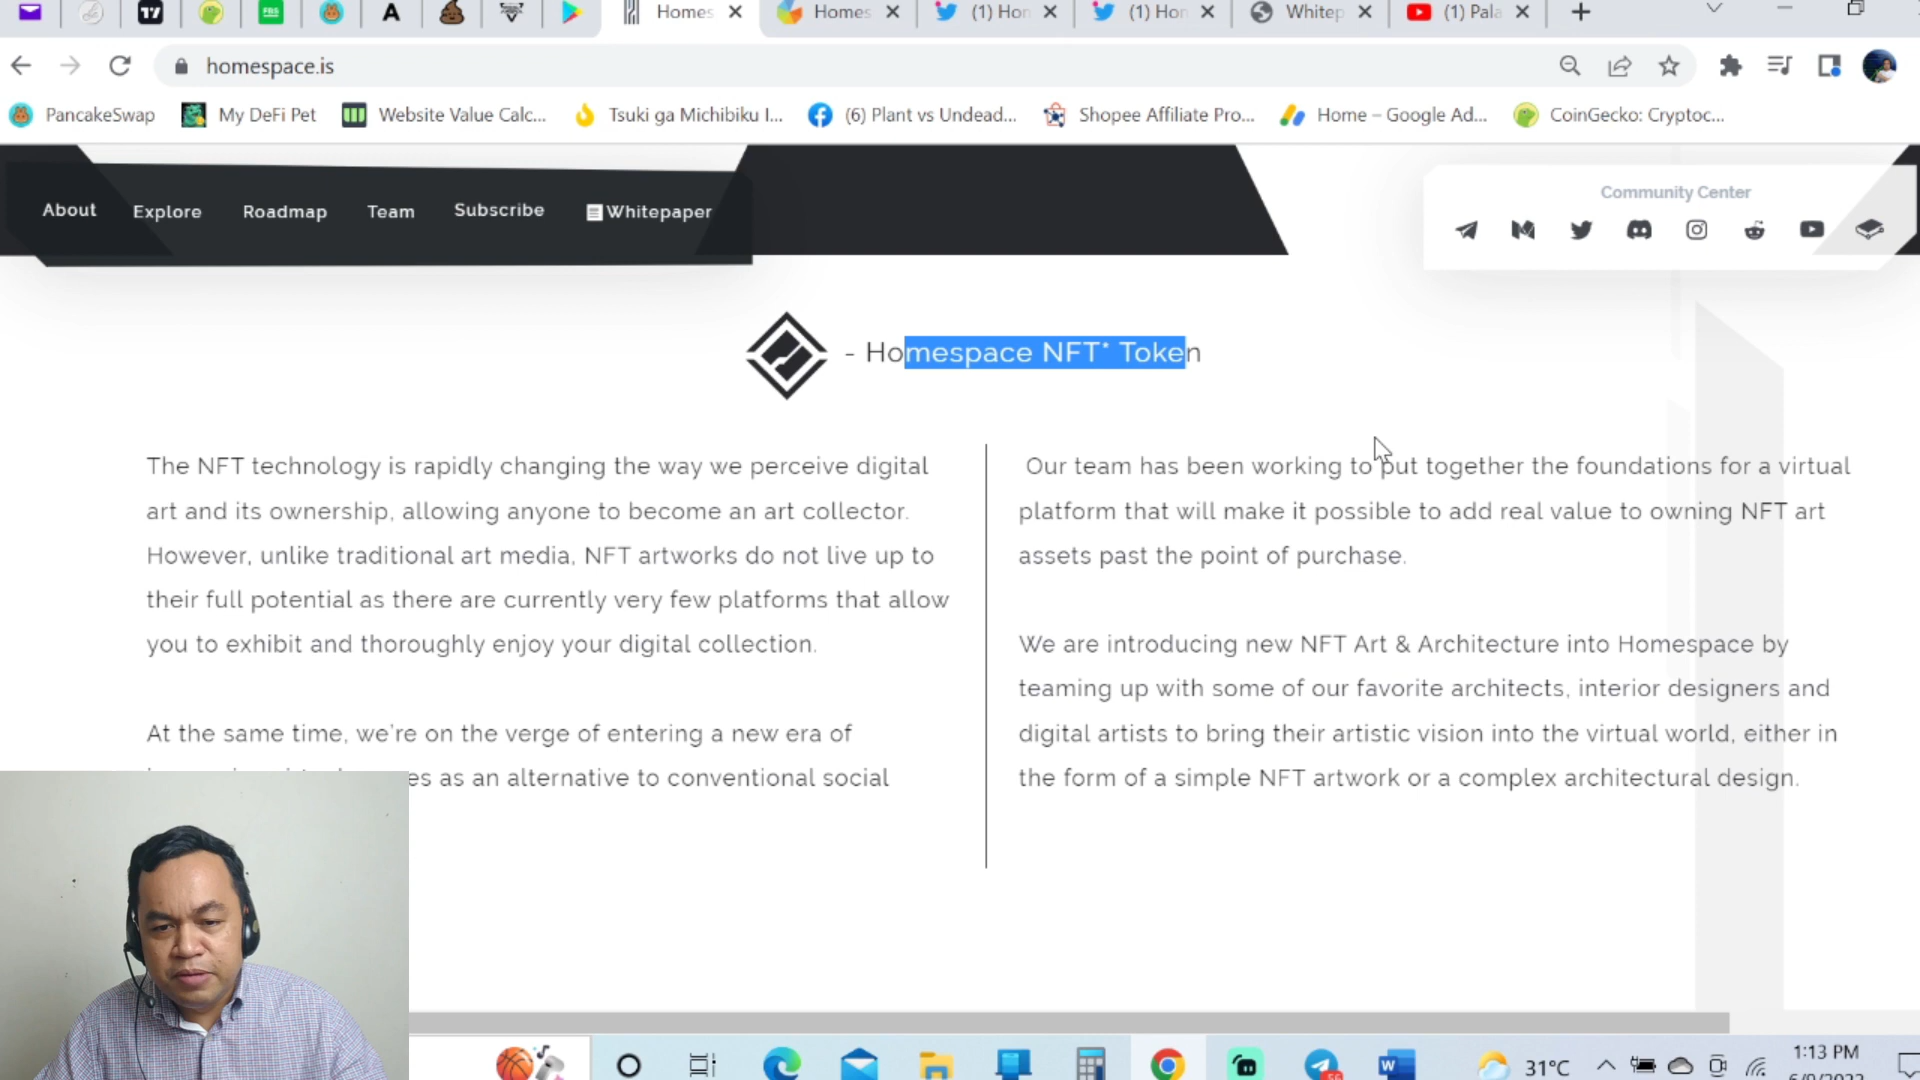 Homes
Homes
(1) Hon
(1) Hon
Whitep
(1) Pala
homespace.is
PancakeSwap
My DeFi Pet
Website Value Calc...
Tsuki ga Michibiku I...
(6) Plant vs Undead...
Shopee Affiliate Pro...
Home – Google Ad...
CoinGecko: Cryptoc...
About
Explore
Roadmap
Team
Subscribe
Whitepaper
Community Center
- Homespace NFT* Token
The NFT technology is rapidly changing the way we perceive digital
art and its ownership, allowing anyone to become an art collector.
However, unlike traditional art media, NFT artworks do not live up to
their full potential as there are currently very few platforms that allow
you to exhibit and thoroughly enjoy your digital collection.
At the same time, we're on the verge of entering a new era of
es as an alternative to conventional social
Our team has been working to put together the foundations for a virtual
platform that will make it possible to add real value to owning NFT art
assets past the point of purchase.
We are introducing new NFT Art & Architecture into Homespace by
teaming up with some of our favorite architects, interior designers and
digital artists to bring their artistic vision into the virtual world, either in
the form of a simple NFT artwork or a complex architectural design.
31°C
1:13 PM